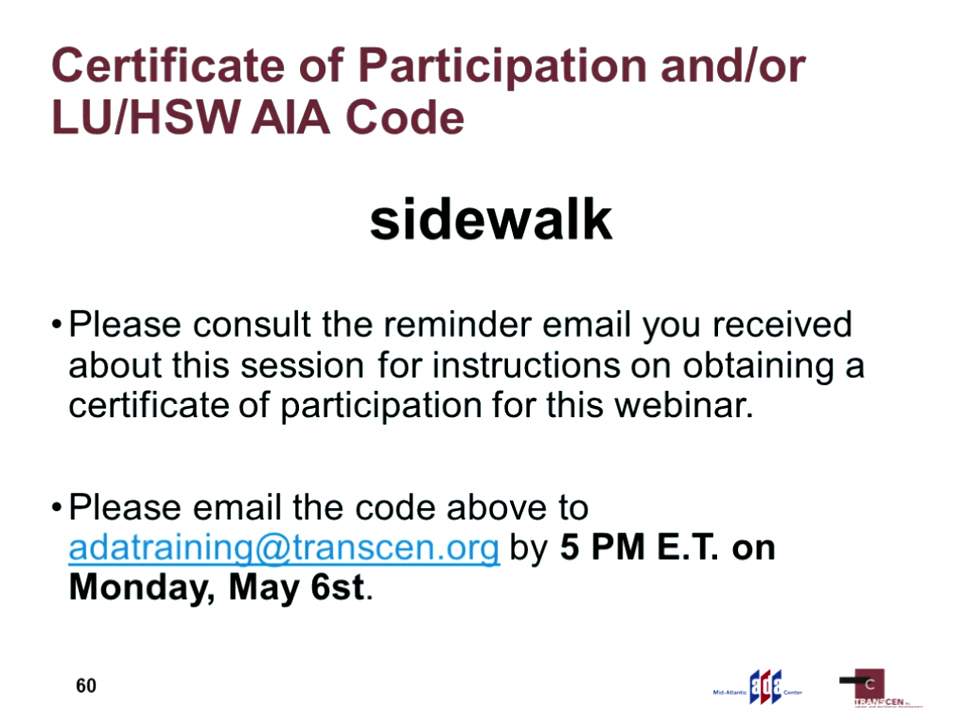 Certificate of Participation and/or
LU/HSW AIA Code
sidewalk
•Please consult the reminder email you received
about this session for instructions on obtaining a
certificate of participation for this webinar.
•Please email the code above to
adatraining@transcen.org by 5 PM E.T. on
Monday, May 6st.
60
Mid-Atlantic ada Center
C
TRANSCEN